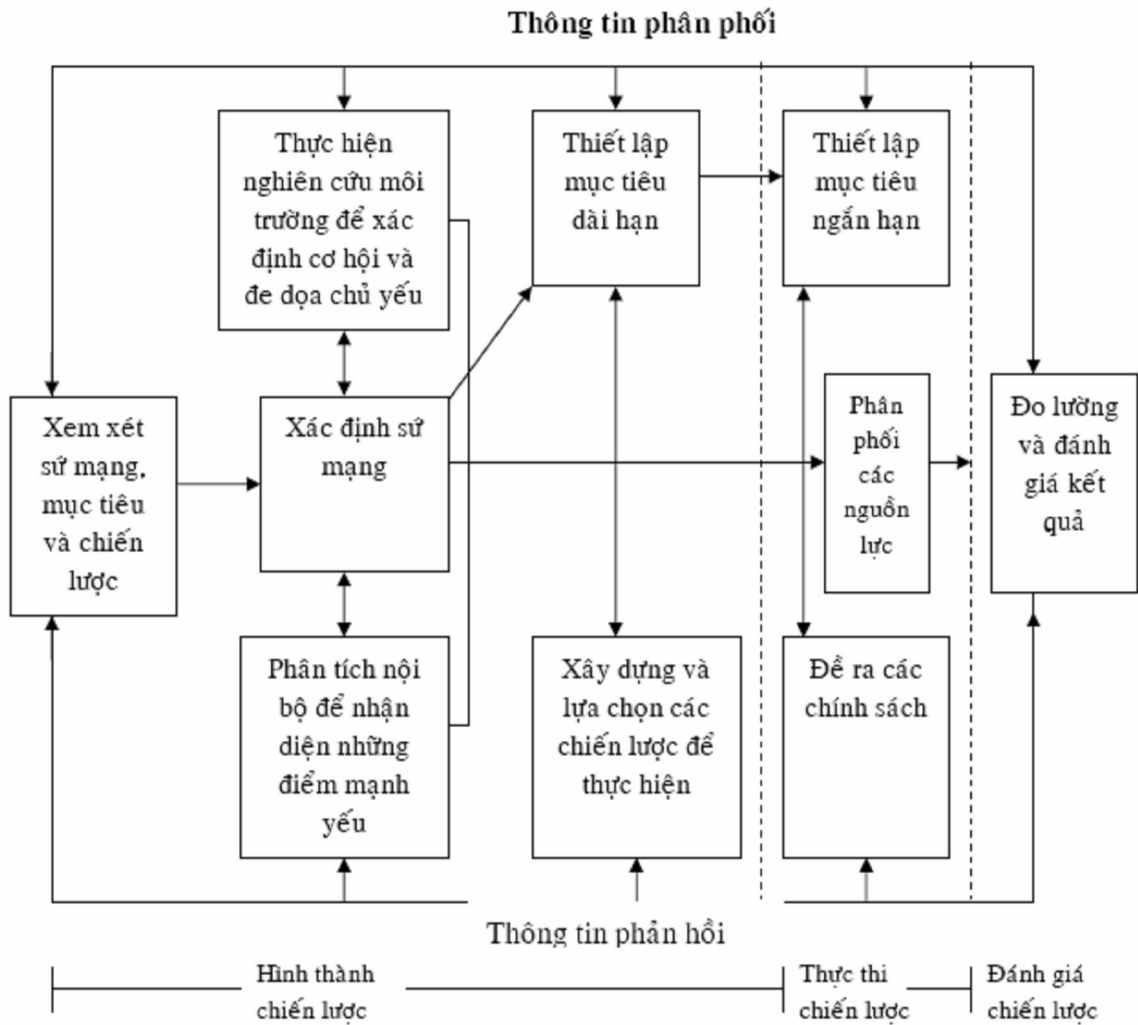 Thông tin phân phối
Thực hiện
nghiên cứu môi
trường để xác
định cơ hội và
đe dọa chủ yếu
Thiết lập
mục tiêu
dài hạn
Thiết lập
mục tiêu
ngắn hạn
Xem xét
sứ mạng,
mục tiêu
và chiến
lược
Xác định sứ
mạng
Phân
phối
các
nguồn
lực
Đo lường
và đánh
giá kết
quả
Phân tích nội
bộ để nhận
diện những
điểm mạnh
yếu
Xây dựng và
lựa chọn các
chiến lược để
thực hiện
Đề ra các
chính sách
Thông tin phản hồi
Hình thành
chiến lược
Thực thi
chiến lược
Đánh giá
chiến lược